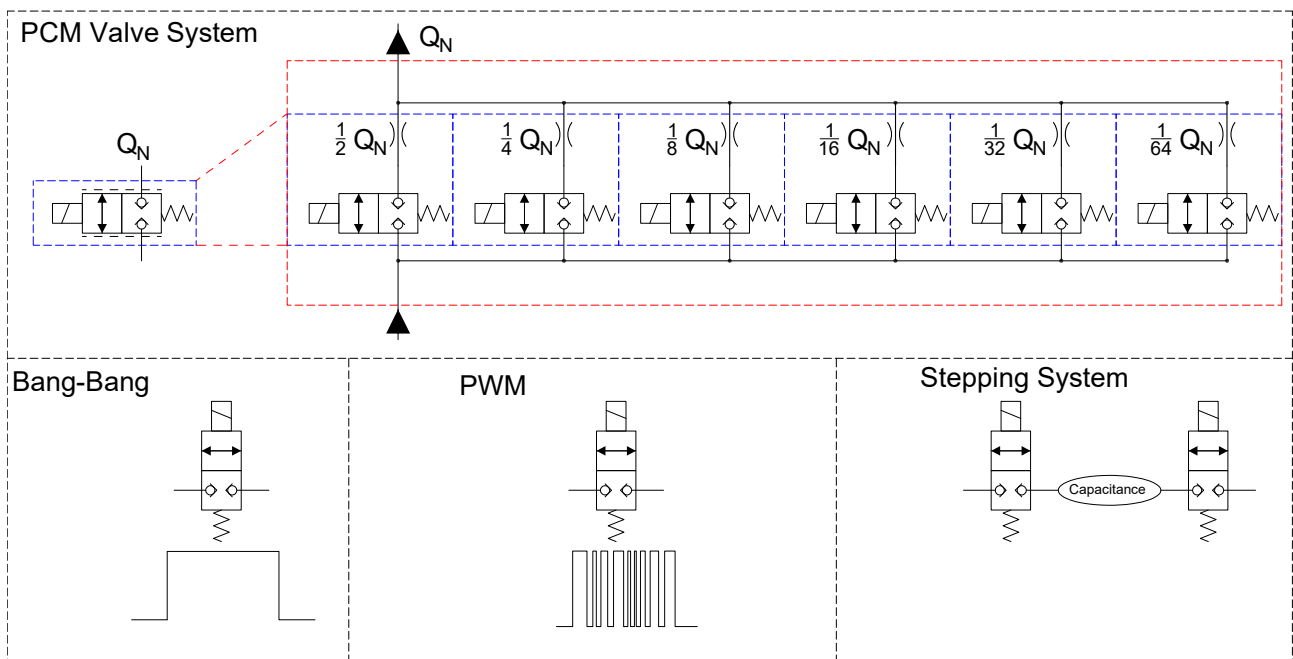 PCM Valve System
Q_N
Q_N
1/2 Q_N
1/4 Q_N
1/8 Q_N
1/16 Q_N
1/32 Q_N
1/64 Q_N
Bang-Bang
PWM
Stepping System
Capacitance